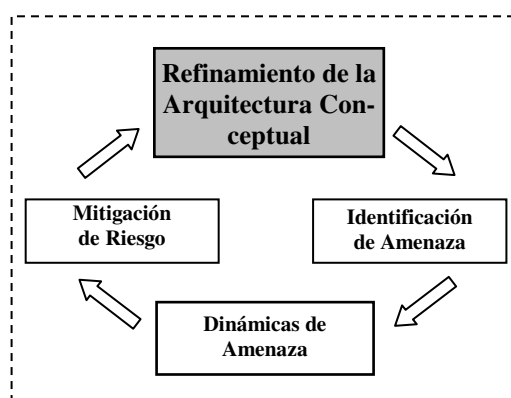 Refinamiento de la
Arquitectura Con-
ceptual
Mitigación
de Riesgo
Identificación
de Amenaza
Dinámicas de
Amenaza